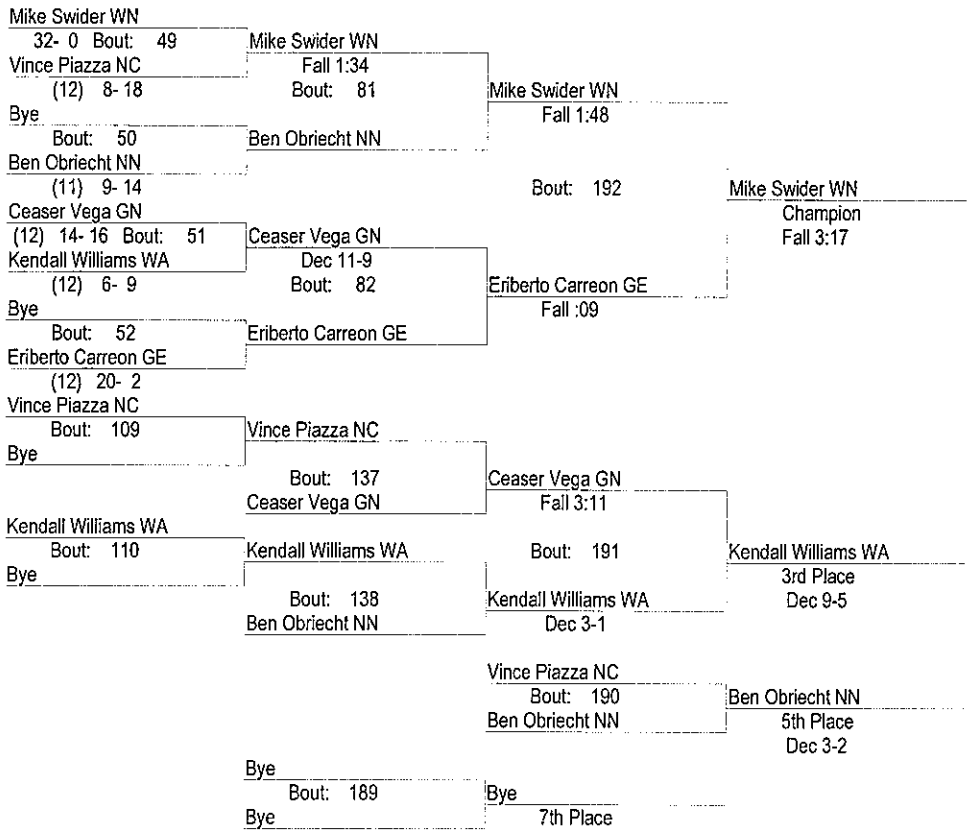 Mike Swider WN
32- 0 Bout: 49
Mike Swider WN
Vince Piazza NC
Fall 1:34
(12) 8- 18
Bout: 81
Mike Swider WN
Bye
Fall 1:48
Bout: 50
Ben Obriecht NN
Ben Obriecht NN
(11) 9- 14
Bout: 192
Mike Swider WN
Ceaser Vega GN
Champion
(12) 14- 16 Bout: 51
Ceaser Vega GN
Fall 3:17
Kendall Williams WA
Dec 11-9
(12) 6- 9
Bout: 82
Eriberto Carreon GE
Bye
Fall :09
Bout: 52
Eriberto Carreon GE
Eriberto Carreon GE
(12) 20- 2
Vince Piazza NC
Bout: 109
Vince Piazza NC
Bye
Bout: 137
Ceaser Vega GN
Ceaser Vega GN
Fall 3:11
Kendall Williams WA
Bout: 110
Kendall Williams WA
Bout: 191
Kendall Williams WA
Bye
3rd Place
Bout: 138
Kendall Williams WA
Dec 9-5
Ben Obriecht NN
Dec 3-1
Vince Piazza NC
Bout: 190
Ben Obriecht NN
Ben Obriecht NN
5th Place
Dec 3-2
Bye
Bout: 189
Bye
Bye
7th Place